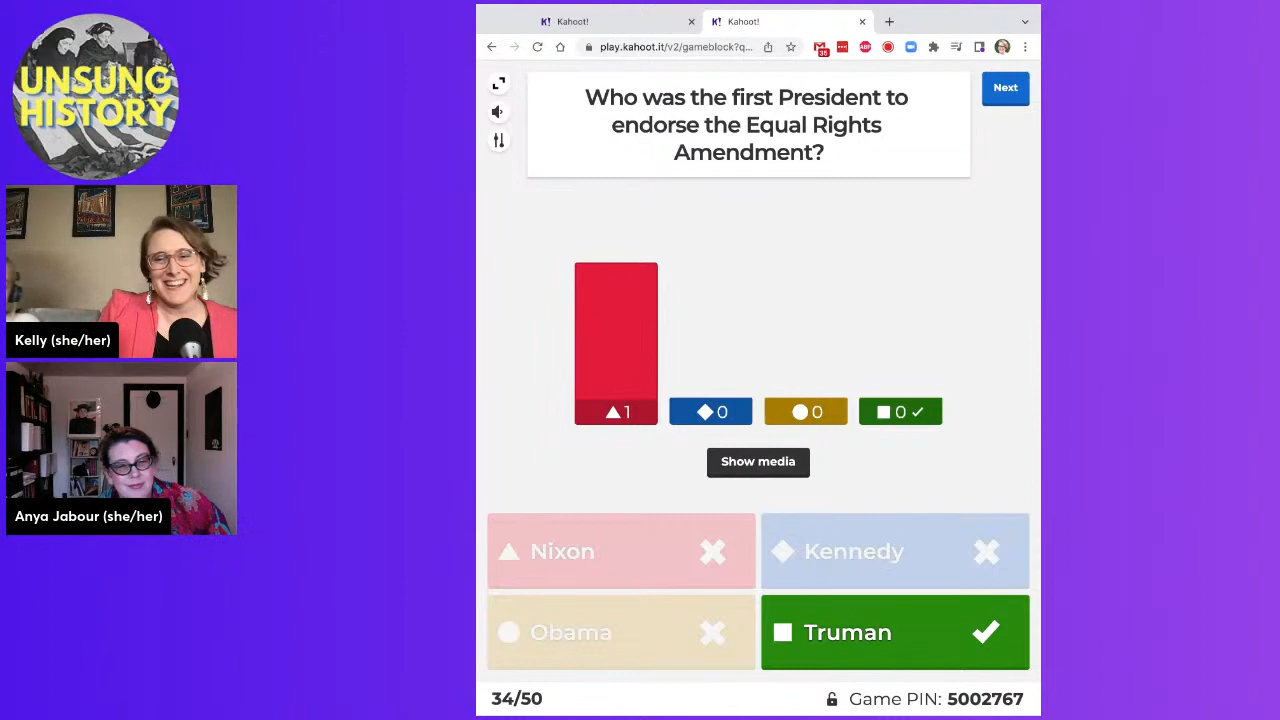 UNSUNG
HISTORY
Kelly (she/her)
Anya Jabour (she/her)
K! Kahoot!
K! Kahoot!
play.kahoot.it/v2/gameblock?q...
35
ABP
Who was the first President to
endorse the Equal Rights
Amendment?
Next
1
0
0
0
Show media
Nixon
Kennedy
Obama
Truman
34/50
Game PIN: 5002767